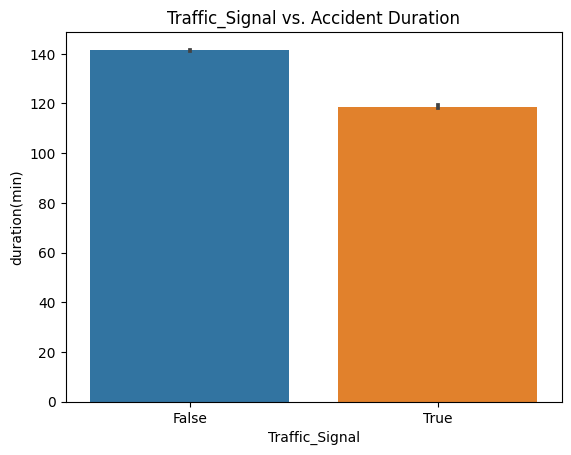 Traffic_Signal vs. Accident Duration
140
120
100
80
60
40
20
0
duration(min)
False
True
Traffic_Signal